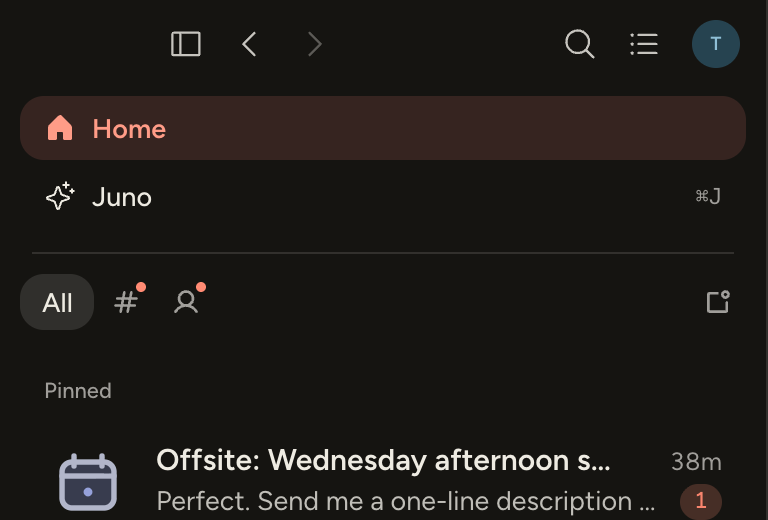 T
Home
Juno ⌘J
All
Pinned
Offsite: Wednesday afternoon s... 38m
Perfect. Send me a one-line description ... 1